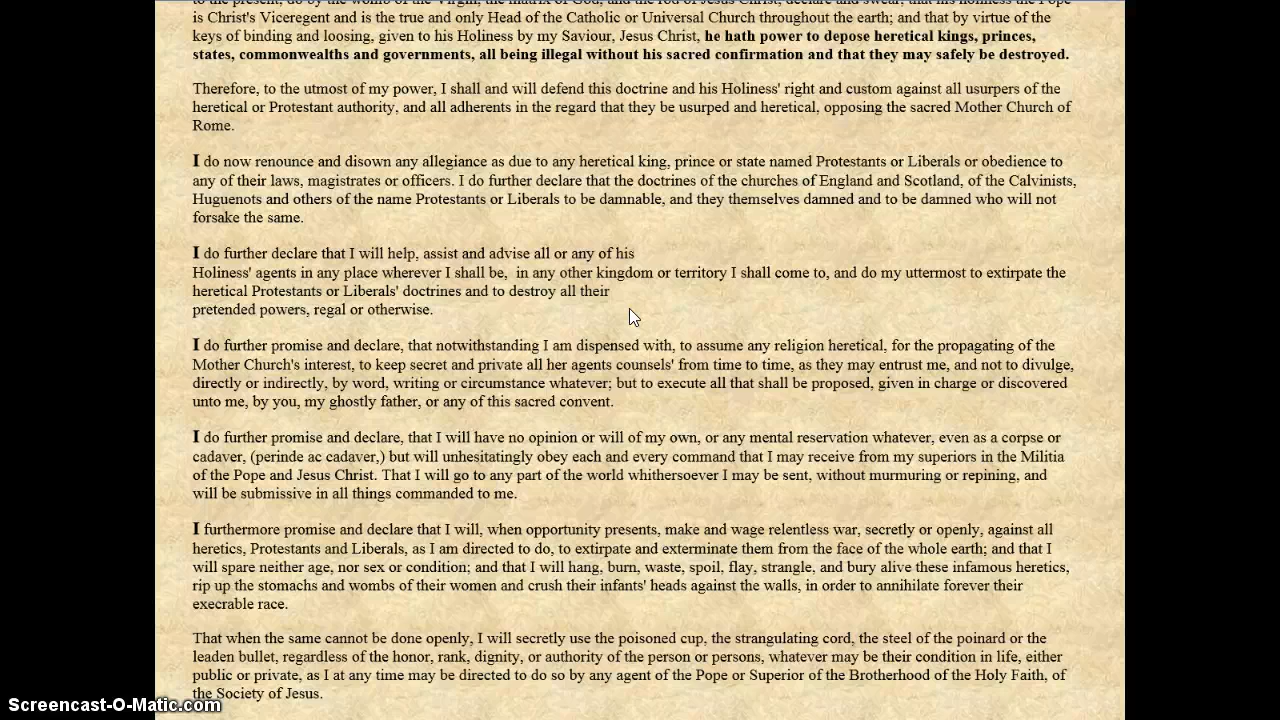 to the present, do by the womb of the Virgin, the matrix of God, and the rod of Jesus Christ, declare and swear, that his holiness the Pope
is Christ's Viceregent and is the true and only Head of the Catholic or Universal Church throughout the earth; and that by virtue of the
keys of binding and loosing, given to his Holiness by my Saviour, Jesus Christ, he hath power to depose heretical kings, princes,
states, commonwealths and governments, all being illegal without his sacred confirmation and that they may safely be destroyed.
Therefore, to the utmost of my power, I shall and will defend this doctrine and his Holiness' right and custom against all usurpers of the
heretical or Protestant authority, and all adherents in the regard that they be usurped and heretical, opposing the sacred Mother Church of
Rome.
I do now renounce and disown any allegiance as due to any heretical king, prince or state named Protestants or Liberals or obedience to
any of their laws, magistrates or officers. I do further declare that the doctrines of the churches of England and Scotland, of the Calvinists,
Huguenots and others of the name Protestants or Liberals to be damnable, and they themselves damned and to be damned who will not
forsake the same.
I do further declare that I will help, assist and advise all or any of his
Holiness' agents in any place wherever I shall be, in any other kingdom or territory I shall come to, and do my uttermost to extirpate the
heretical Protestants or Liberals' doctrines and to destroy all their
pretended powers, regal or otherwise.
I do further promise and declare, that notwithstanding I am dispensed with, to assume any religion heretical, for the propagating of the
Mother Church's interest, to keep secret and private all her agents counsels' from time to time, as they may entrust me, and not to divulge,
directly or indirectly, by word, writing or circumstance whatever; but to execute all that shall be proposed, given in charge or discovered
unto me, by you, my ghostly father, or any of this sacred convent.
I do further promise and declare, that I will have no opinion or will of my own, or any mental reservation whatever, even as a corpse or
cadaver, (perinde ac cadaver,) but will unhesitatingly obey each and every command that I may receive from my superiors in the Militia
of the Pope and Jesus Christ. That I will go to any part of the world whithersoever I may be sent, without murmuring or repining, and
will be submissive in all things commanded to me.
I furthermore promise and declare that I will, when opportunity presents, make and wage relentless war, secretly or openly, against all
heretics, Protestants and Liberals, as I am directed to do, to extirpate and exterminate them from the face of the whole earth; and that I
will spare neither age, nor sex or condition; and that I will hang, burn, waste, spoil, flay, strangle, and bury alive these infamous heretics,
rip up the stomachs and wombs of their women and crush their infants' heads against the walls, in order to annihilate forever their
execrable race.
That when the same cannot be done openly, I will secretly use the poisoned cup, the strangulating cord, the steel of the poinard or the
leaden bullet, regardless of the honor, rank, dignity, or authority of the person or persons, whatever may be their condition in life, either
public or private, as I at any time may be directed to do so by any agent of the Pope or Superior of the Brotherhood of the Holy Faith, of
the Society of Jesus.
Screencast-O-Matic.com